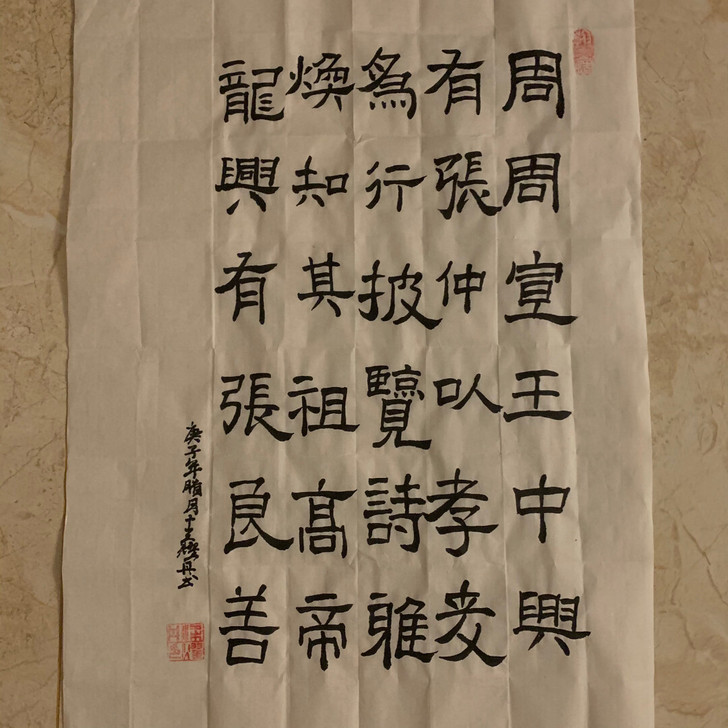 周周宣王中興
有張仲以孝友
為行披覽詩雅
煥知其祖高帝
龍興有張良善
庚子年腊月十